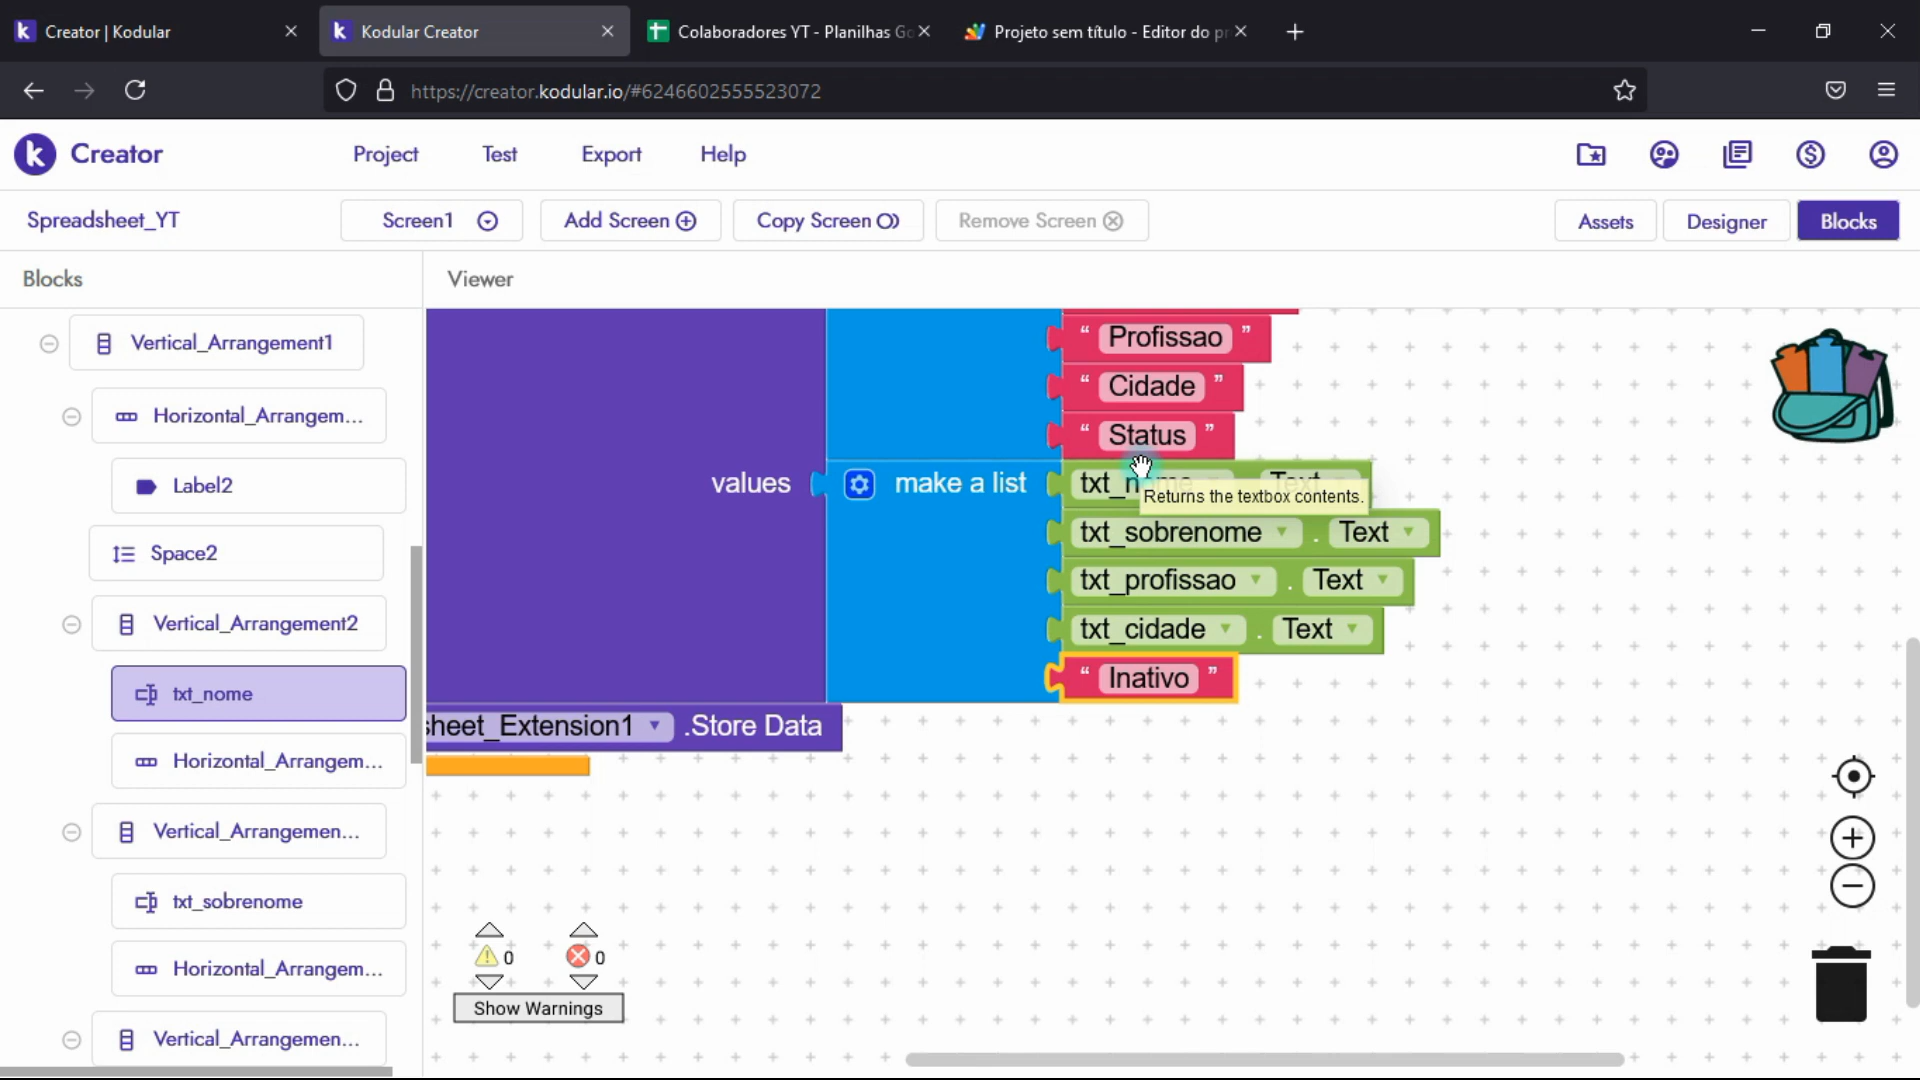 Creator | Kodular
Kodular Creator
Colaboradores YT - Planilhas Go
Projeto sem título - Editor do pr
https://creator.kodular.io/#6246602555523072
Creator
Project
Test
Export
Help
Spreadsheet_YT
Screen1
Add Screen
Copy Screen
Remove Screen
Assets
Designer
Blocks
Blocks
Viewer
Vertical_Arrangement1
Horizontal_Arrangem...
Label2
Space2
Vertical_Arrangement2
txt_nome
Horizontal_Arrangem...
Vertical_Arrangemen...
txt_sobrenome
Horizontal_Arrangem...
Vertical_Arrangemen...
“ Profissao ”
“ Cidade ”
“ Status ”
values make a list
Returns the textbox contents.
txt_sobrenome . Text
txt_profissao . Text
txt_cidade . Text
“ Inativo ”
sheet_Extension1 .Store Data
0 0
Show Warnings